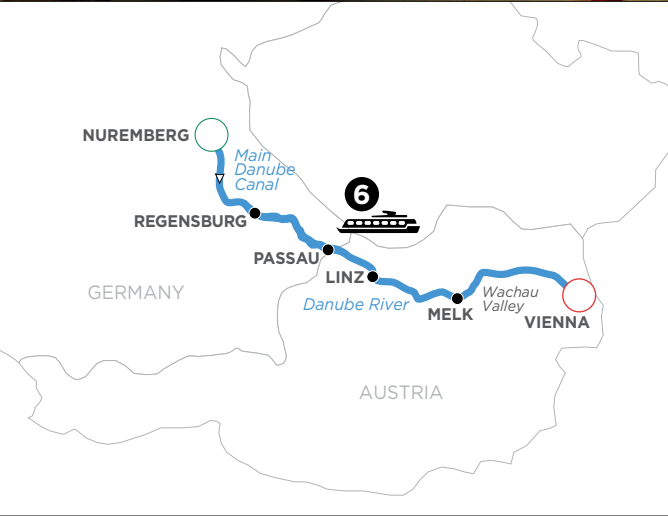 NUREMBERG
Main
Danube
Canal
6
REGENSBURG
PASSAU
LINZ
GERMANY
Danube River
Wachau
Valley
MELK
VIENNA
AUSTRIA